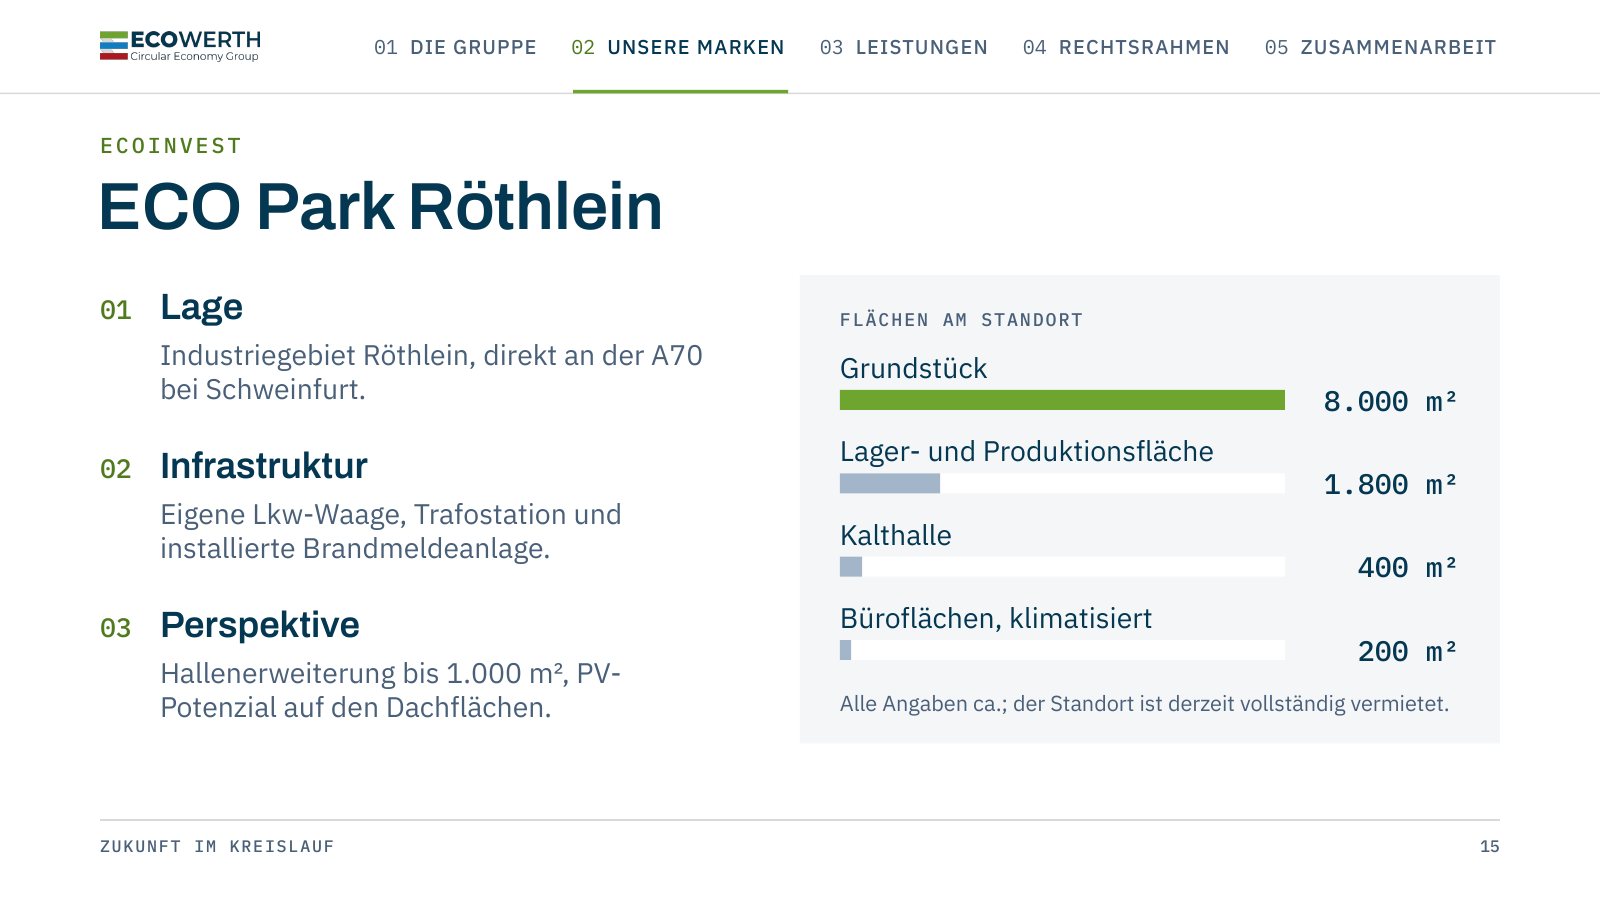 ECOWERTH
Circular Economy Group
01 DIE GRUPPE
02 UNSERE MARKEN
03 LEISTUNGEN
04 RECHTSRAHMEN
05 ZUSAMMENARBEIT
ECOINVEST
ECO Park Röthlein
01 Lage
Industriegebiet Röthlein, direkt an der A70
bei Schweinfurt.
02 Infrastruktur
Eigene Lkw-Waage, Trafostation und
installierte Brandmeldeanlage.
03 Perspektive
Hallenerweiterung bis 1.000 m², PV-
Potenzial auf den Dachflächen.
FLÄCHEN AM STANDORT
Grundstück
8.000 m²
Lager- und Produktionsfläche
1.800 m²
Kalthalle
400 m²
Büroflächen, klimatisiert
200 m²
Alle Angaben ca.; der Standort ist derzeit vollständig vermietet.
ZUKUNFT IM KREISLAUF
15